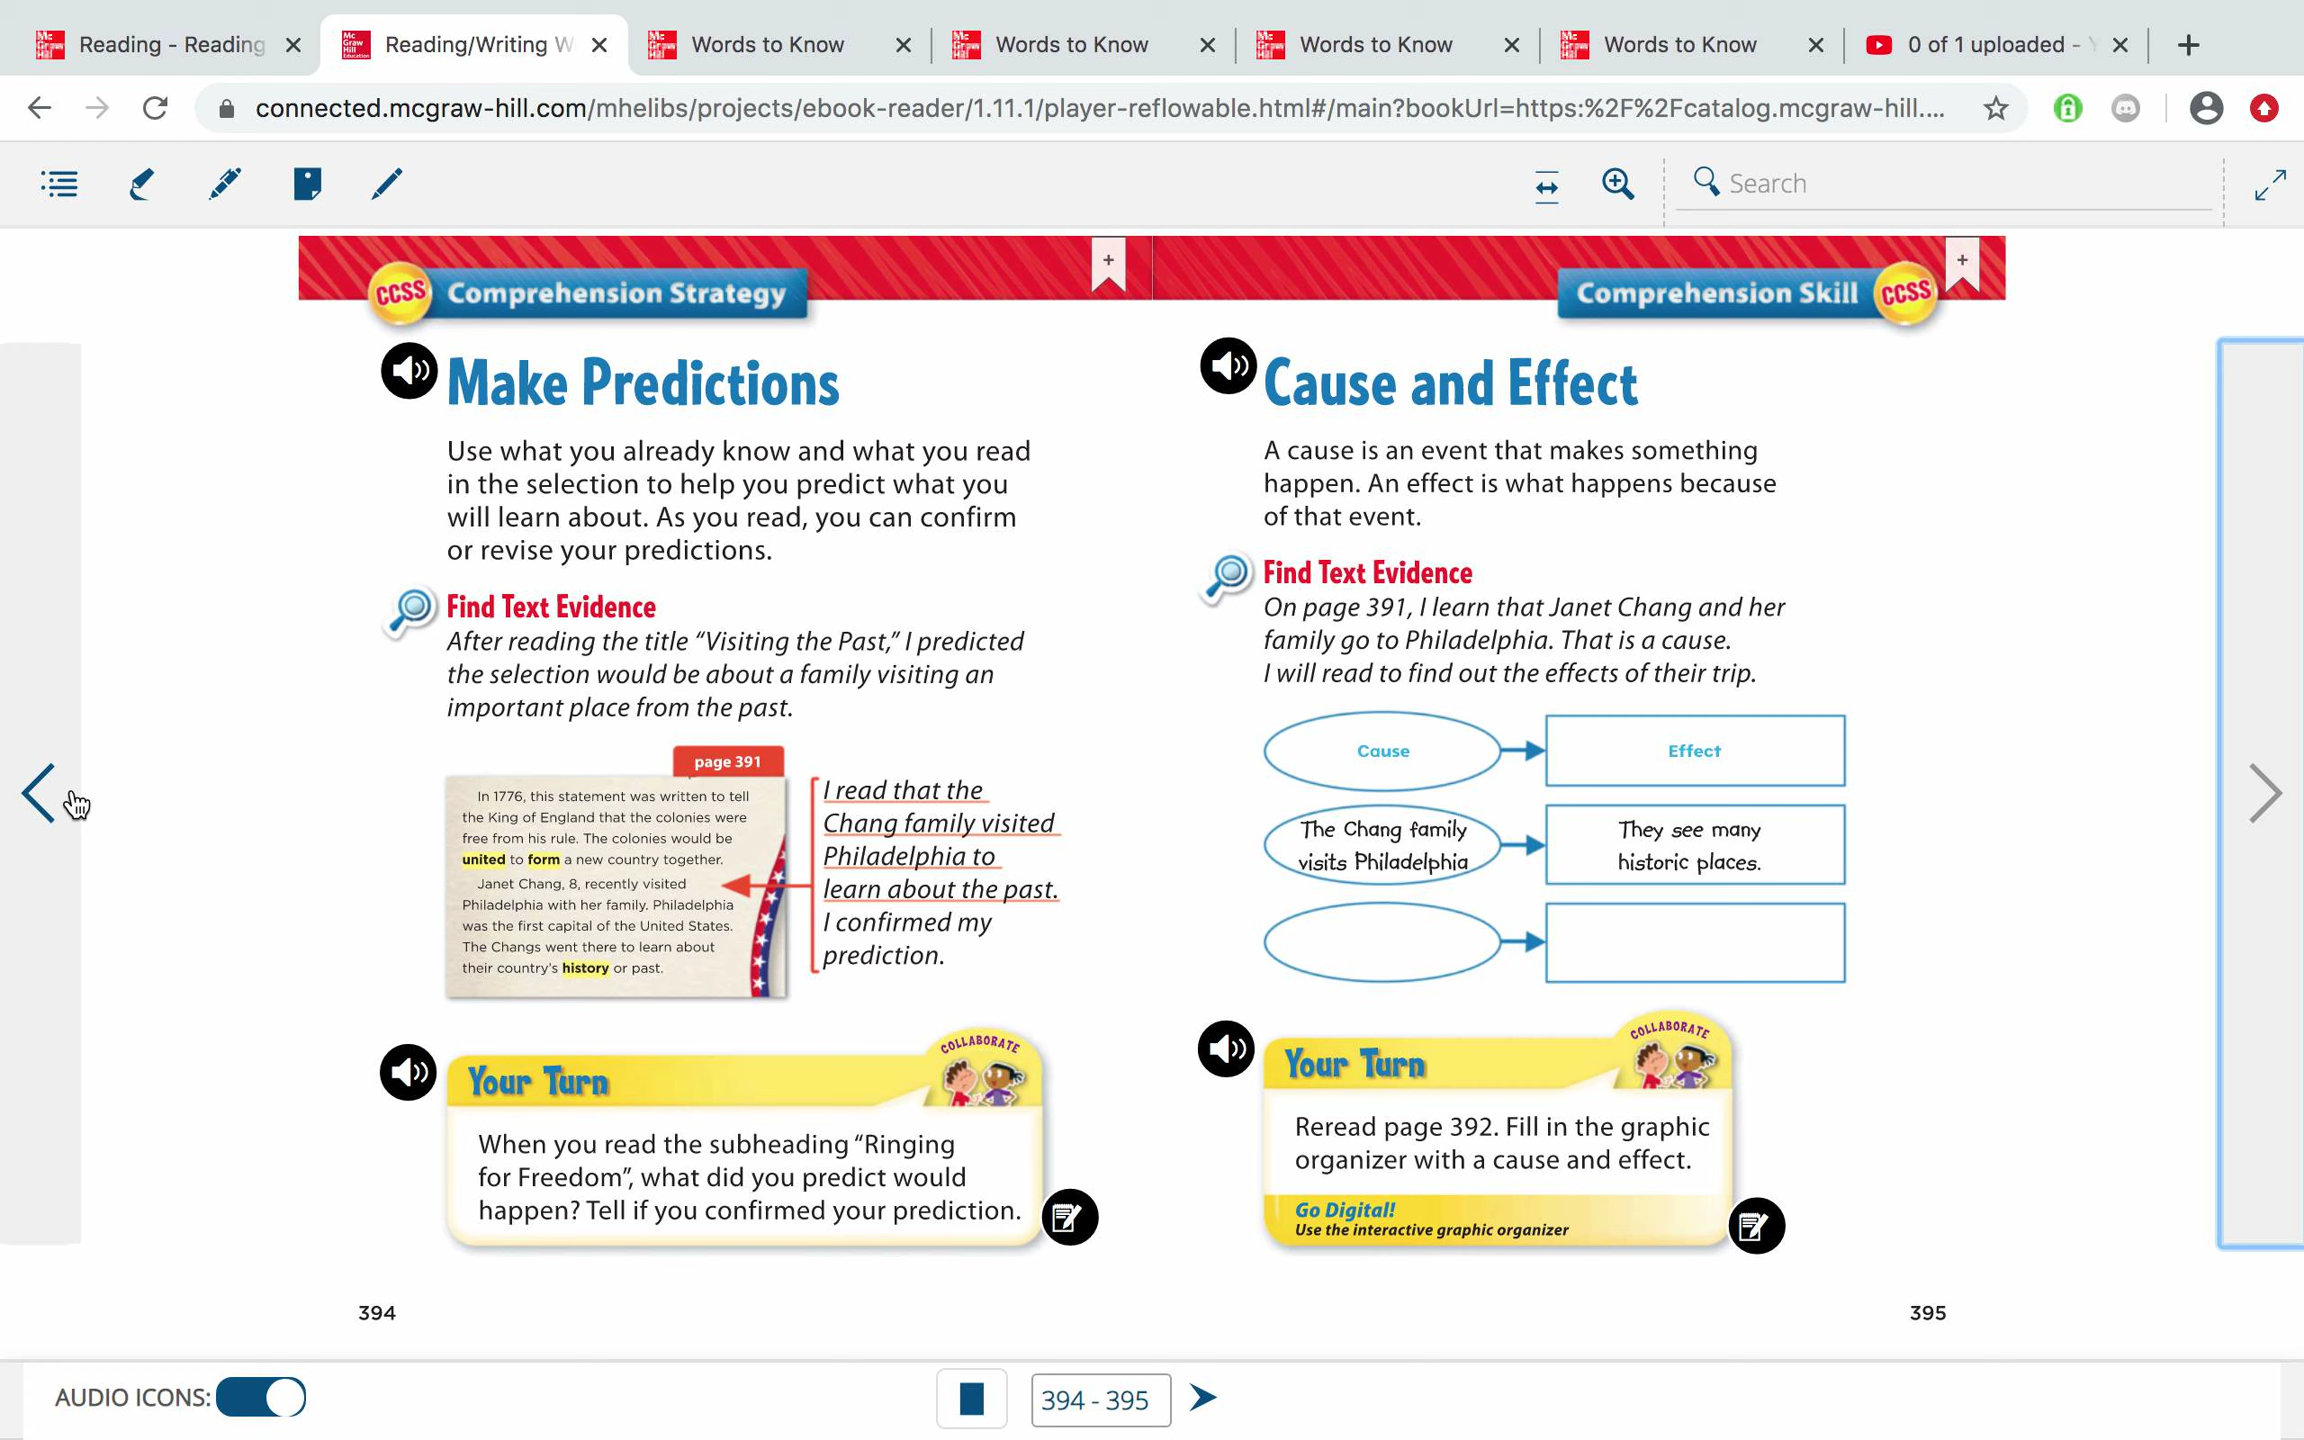 Reading - Reading
Reading/Writing W
Words to Know
Words to Know
Words to Know
Words to Know
0 of 1 uploaded -
connected.mcgraw-hill.com/mhelibs/projects/ebook-reader/1.11.1/player-reflowable.html#/main?bookUrl=https:%2F%2Fcatalog.mcgraw-hill....
Search
CCSS Comprehension Strategy
Make Predictions
Use what you already know and what you read
in the selection to help you predict what you
will learn about. As you read, you can confirm
or revise your predictions.
Find Text Evidence
After reading the title “Visiting the Past,” I predicted
the selection would be about a family visiting an
important place from the past.
page 391
In 1776, this statement was written to tell
the King of England that the colonies were
free from his rule. The colonies would be
united to form a new country together.
Janet Chang, 8, recently visited
Philadelphia with her family. Philadelphia
was the first capital of the United States.
The Changs went there to learn about
their country’s history or past.
I read that the
Chang family visited
Philadelphia to
learn about the past.
I confirmed my
prediction.
COLLABORATE
Your Turn
When you read the subheading “Ringing
for Freedom”, what did you predict would
happen? Tell if you confirmed your prediction.
394
Comprehension Skill CCSS
Cause and Effect
A cause is an event that makes something
happen. An effect is what happens because
of that event.
Find Text Evidence
On page 391, I learn that Janet Chang and her
family go to Philadelphia. That is a cause.
I will read to find out the effects of their trip.
Cause
Effect
The Chang family
visits Philadelphia
They see many
historic places.
COLLABORATE
Your Turn
Reread page 392. Fill in the graphic
organizer with a cause and effect.
Go Digital!
Use the interactive graphic organizer
395
AUDIO ICONS:
394 - 395